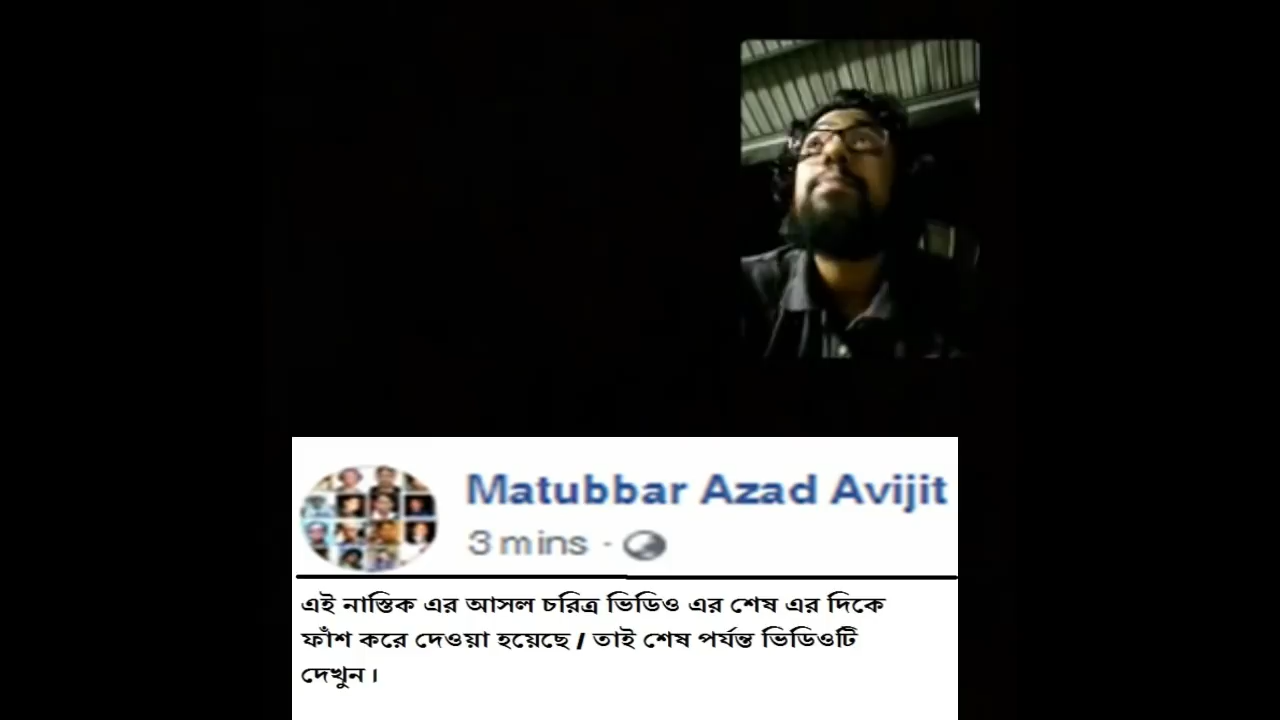 Matubbar Azad Avijit
3 mins ·
এই নাস্তিক এর আসল চরিত্র ভিডিও এর শেষ এর দিকে
ফাঁশ করে দেওয়া হয়েছে / তাই শেষ পর্যন্ত ভিডিওটি
দেখুন।